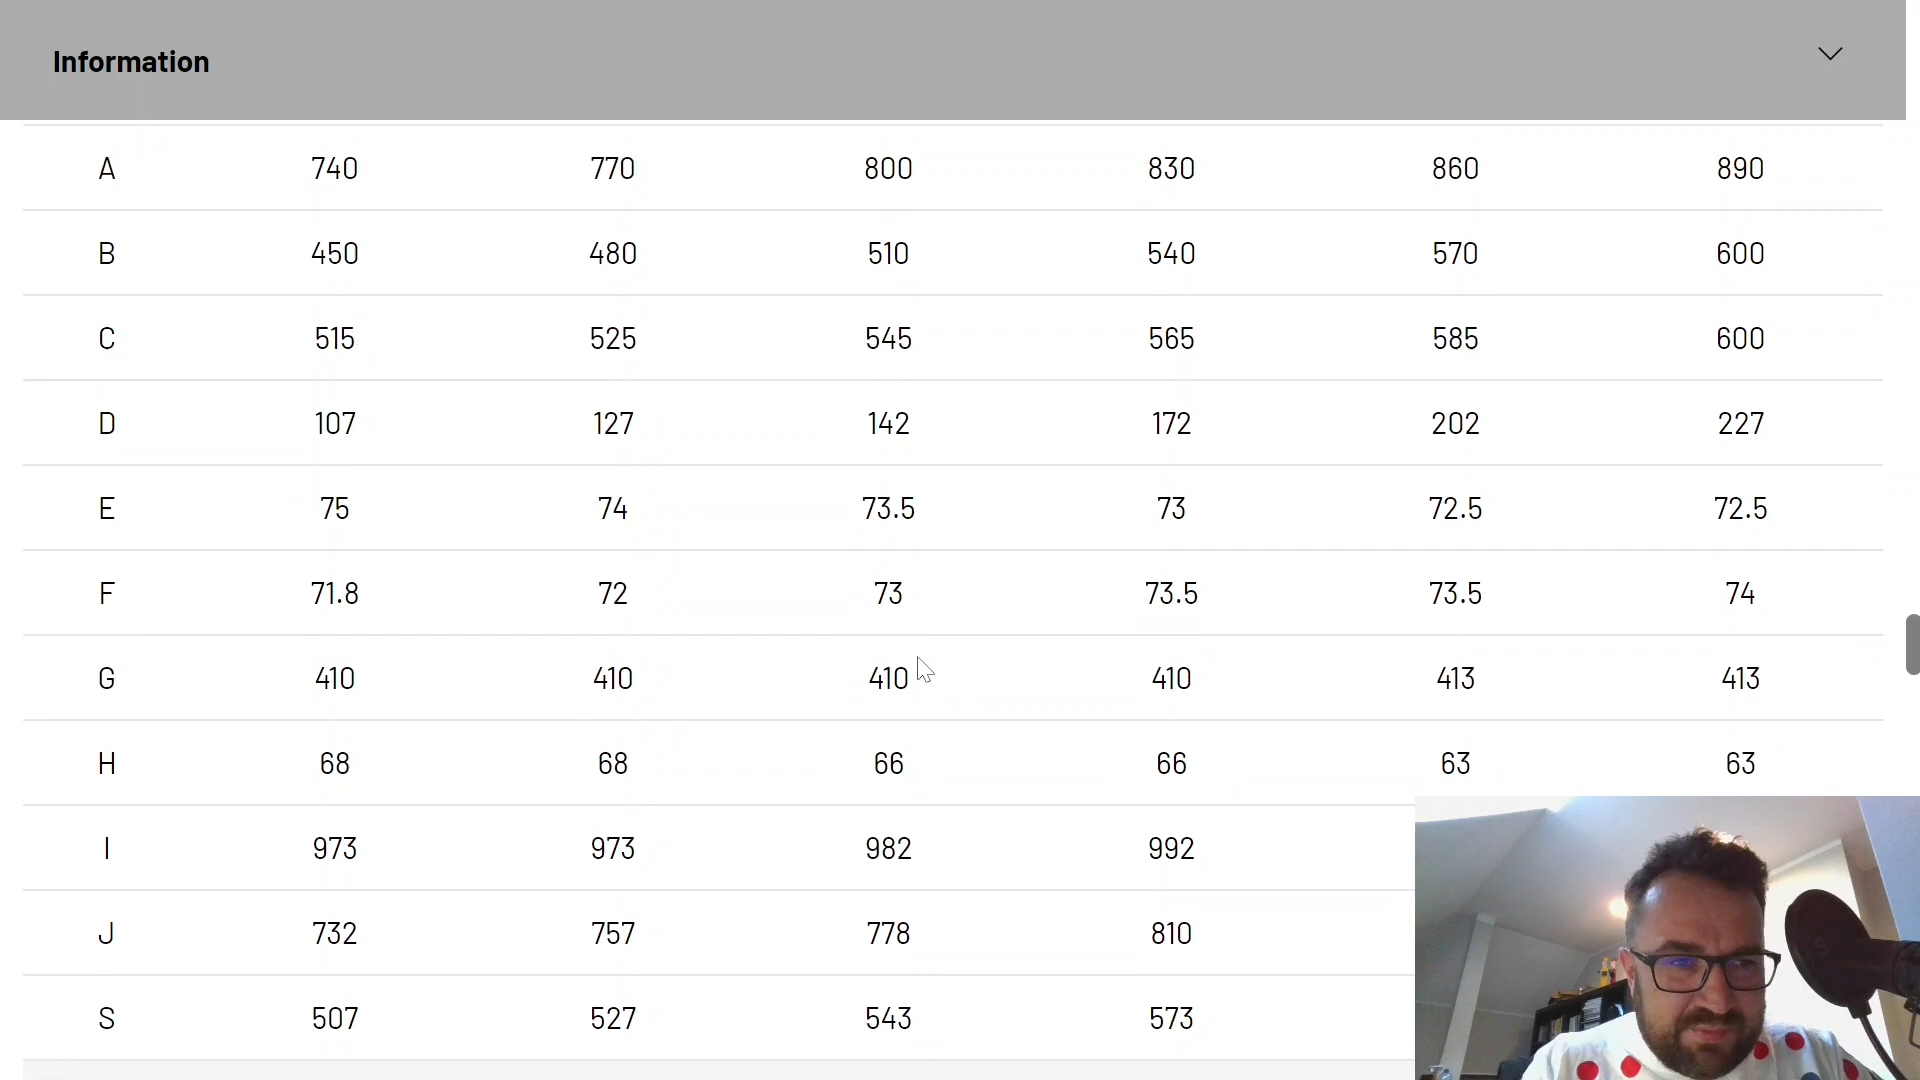 Information
A 740 770 800 830 860 890
B 450 480 510 540 570 600
C 515 525 545 565 585 600
D 107 127 142 172 202 227
E 75 74 73.5 73 72.5 72.5
F 71.8 72 73 73.5 73.5 74
G 410 410 410 410 413 413
H 68 68 66 66 63 63
I 973 973 982 992
J 732 757 778 810
S 507 527 543 573